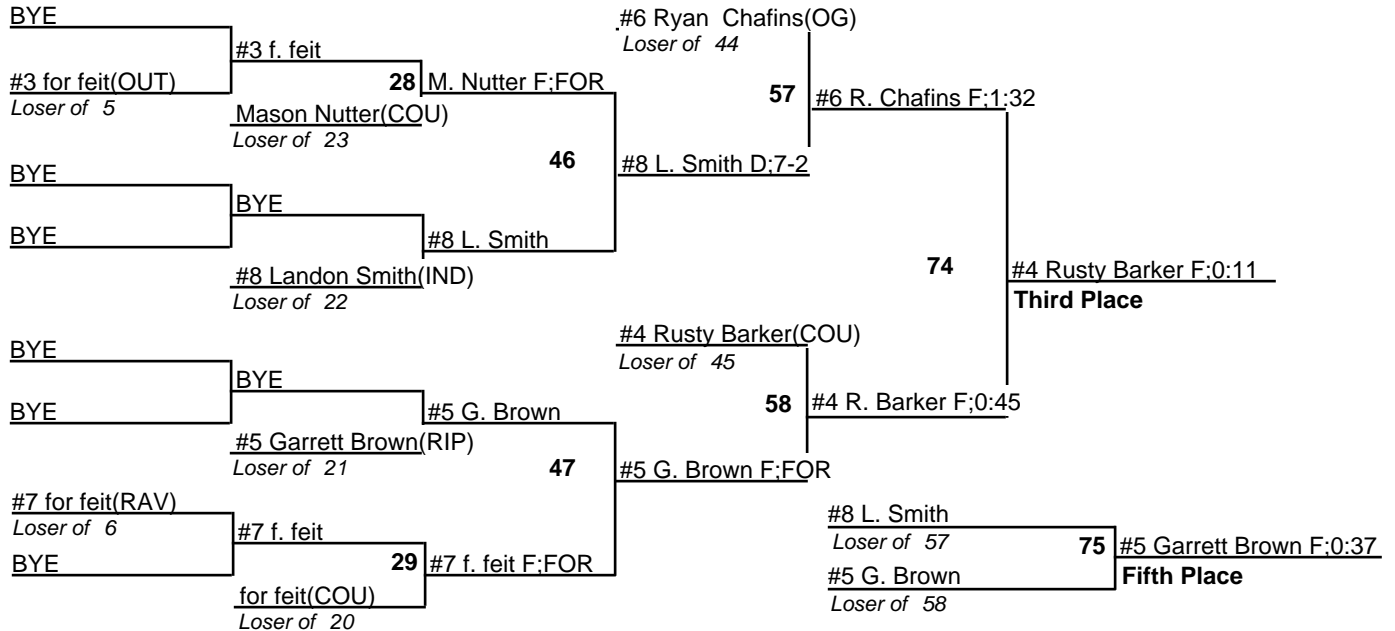 BYE
#3 for feit(OUT)
Loser of 5
#3 f. feit
28
Mason Nutter(COU)
Loser of 23
M. Nutter F;FOR
BYE
BYE
BYE
#8 Landon Smith(IND)
Loser of 22
#8 L. Smith
46
#6 Ryan Chafins(OG)
Loser of 44
57
#8 L. Smith D;7-2
#6 R. Chafins F;1:32
74
#4 Rusty Barker F;0:11
Third Place
BYE
BYE
BYE
#5 Garrett Brown(RIP)
Loser of 21
#5 G. Brown
47
#4 Rusty Barker(COU)
Loser of 45
58
#4 R. Barker F;0:45
#5 G. Brown F;FOR
#7 for feit(RAV)
Loser of 6
BYE
#7 f. feit
29
for feit(COU)
Loser of 20
#7 f. feit F;FOR
#8 L. Smith
Loser of 57
75
#5 G. Brown
Loser of 58
#5 Garrett Brown F;0:37
Fifth Place